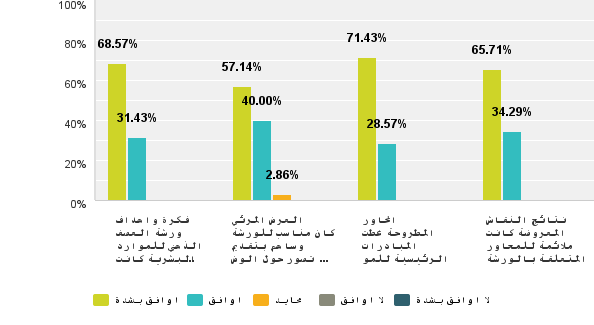 100%
80%
60%
40%
20%
0%
68.57%
31.43%
57.14%
40.00%
2.86%
71.43%
28.57%
65.71%
34.29%
فكرة واهداف
ورشة العصف
الذهني للموارد
البشرية كانت
العرض المرئي
كان مناسب للورشة
وساهم بتقديم
تصور حول الوض ...
المحاور
المطروحة غطت
المبادرات
الرئيسية للمو
نتائج النقاش
المعروضة كانت
ملائمة للمحاور
المتعلقة بالورشة
اوافق بشدة
اوافق
محايد
لا اوافق
لا اوافق بشدة